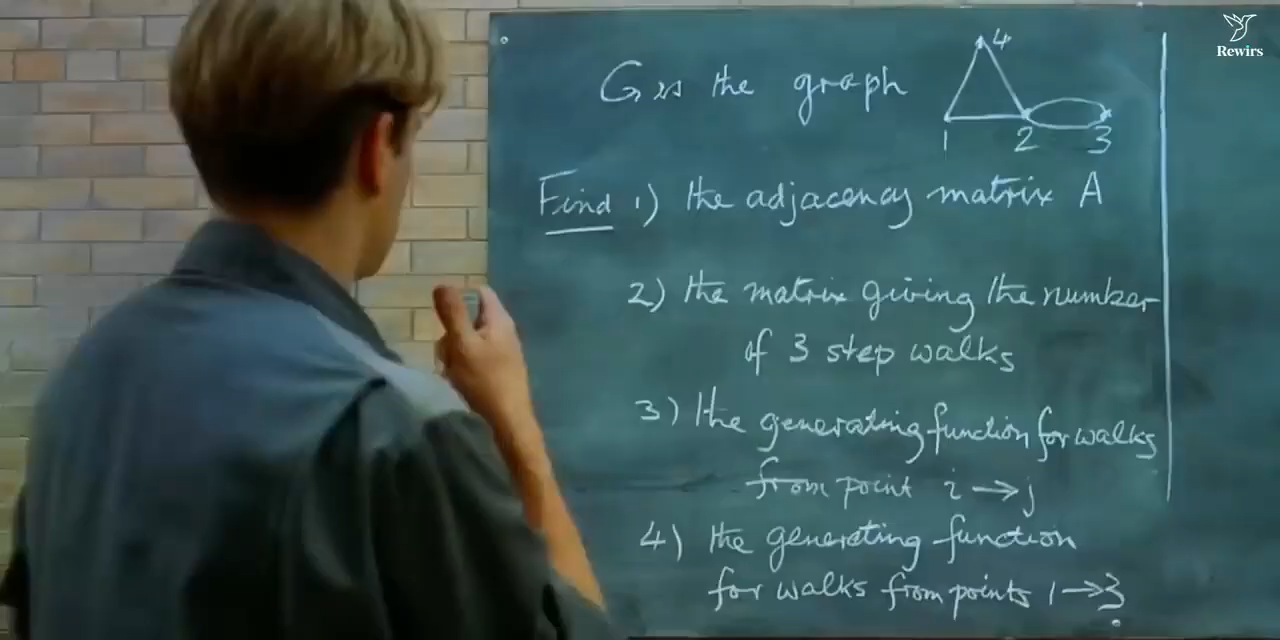 Rewirs
G is the graph
4
1 2 3
Find 1) the adjacency matrix A
2) the matrix giving the number
of 3 step walks
3) the generating function for walks
from point i → j
4) the generating function
for walks from points 1 → 3